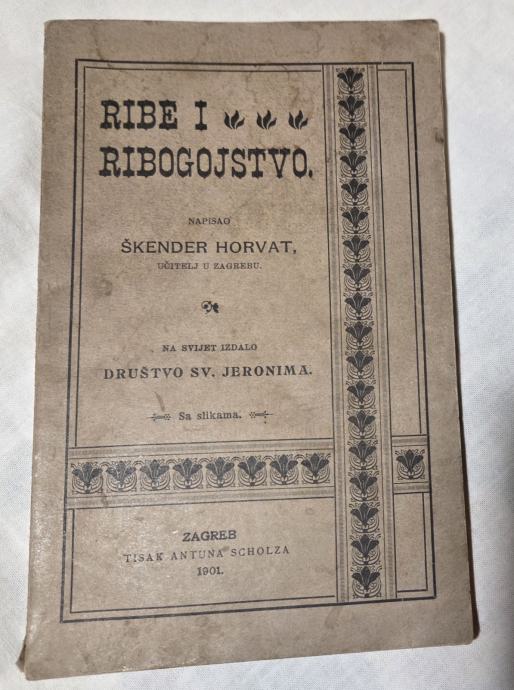 RIBE I
RIBOGOJSTVO.
NAPISAO
ŠKENDER HORVAT,
UČITELJ U ZAGREBU.
NA SVIJET IZDALO
DRUŠTVO SV. JERONIMA.
Sa slikama.
ZAGREB
TISAK ANTUNA SCHOLZA
1901.